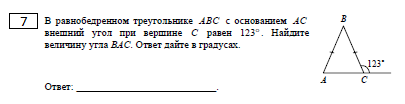 7
В равнобедренном треугольнике ABC с основанием AC
внешний угол при вершине C равен 123°. Найдите
величину угла BAC. Ответ дайте в градусах.
Ответ: ___________________________.
B
123°
A
C